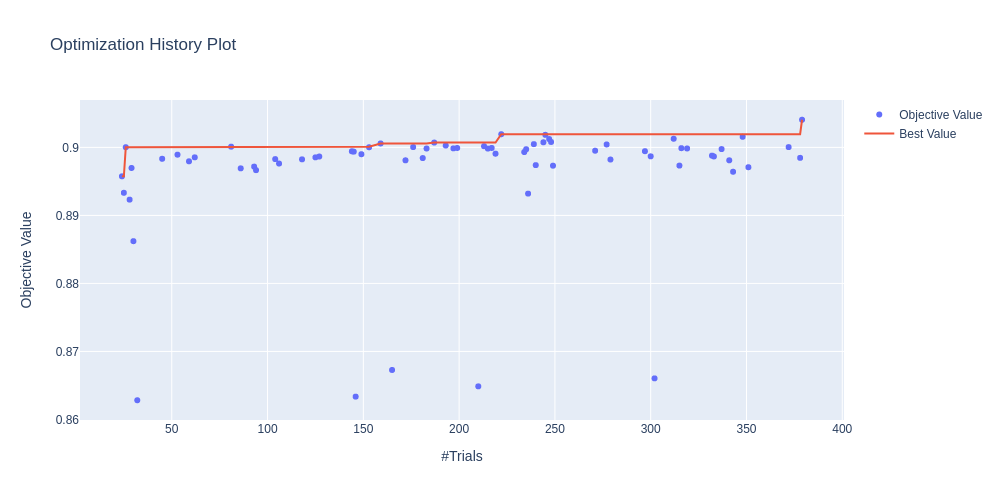 Optimization History Plot
Objective Value
Best Value
0.9
0.89
0.88
0.87
0.86
Objective Value
50 100 150 200 250 300 350 400
#Trials